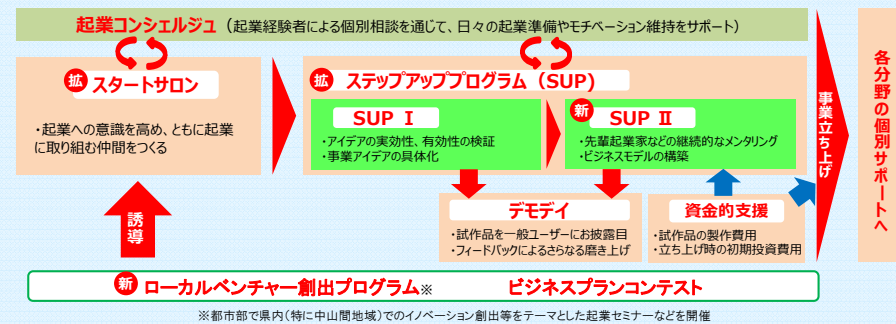 起業コンシェルジュ（起業経験者による個別相談を通じて、日々の起業準備やモチベーション維持をサポート）
拡 スタートサロン
・起業への意識を高め、ともに起業
に取り組む仲間をつくる
拡 ステップアッププログラム（SUP）
SUP Ⅰ
・アイデアの実効性、有効性の検証
・事業アイデアの具体化
新 SUP Ⅱ
・先輩起業家などの継続的なメンタリング
・ビジネスモデルの構築
事業立ち上げ
各分野の個別サポートへ
誘導
デモデイ
・試作品を一般ユーザーにお披露目
・フィードバックによるさらなる磨き上げ
資金的支援
・試作品の製作費用
・立ち上げ時の初期投資費用
新 ローカルベンチャー創出プログラム※ ビジネスプランコンテスト
※都市部で県内（特に中山間地域）でのイノベーション創出等をテーマとした起業セミナーなどを開催